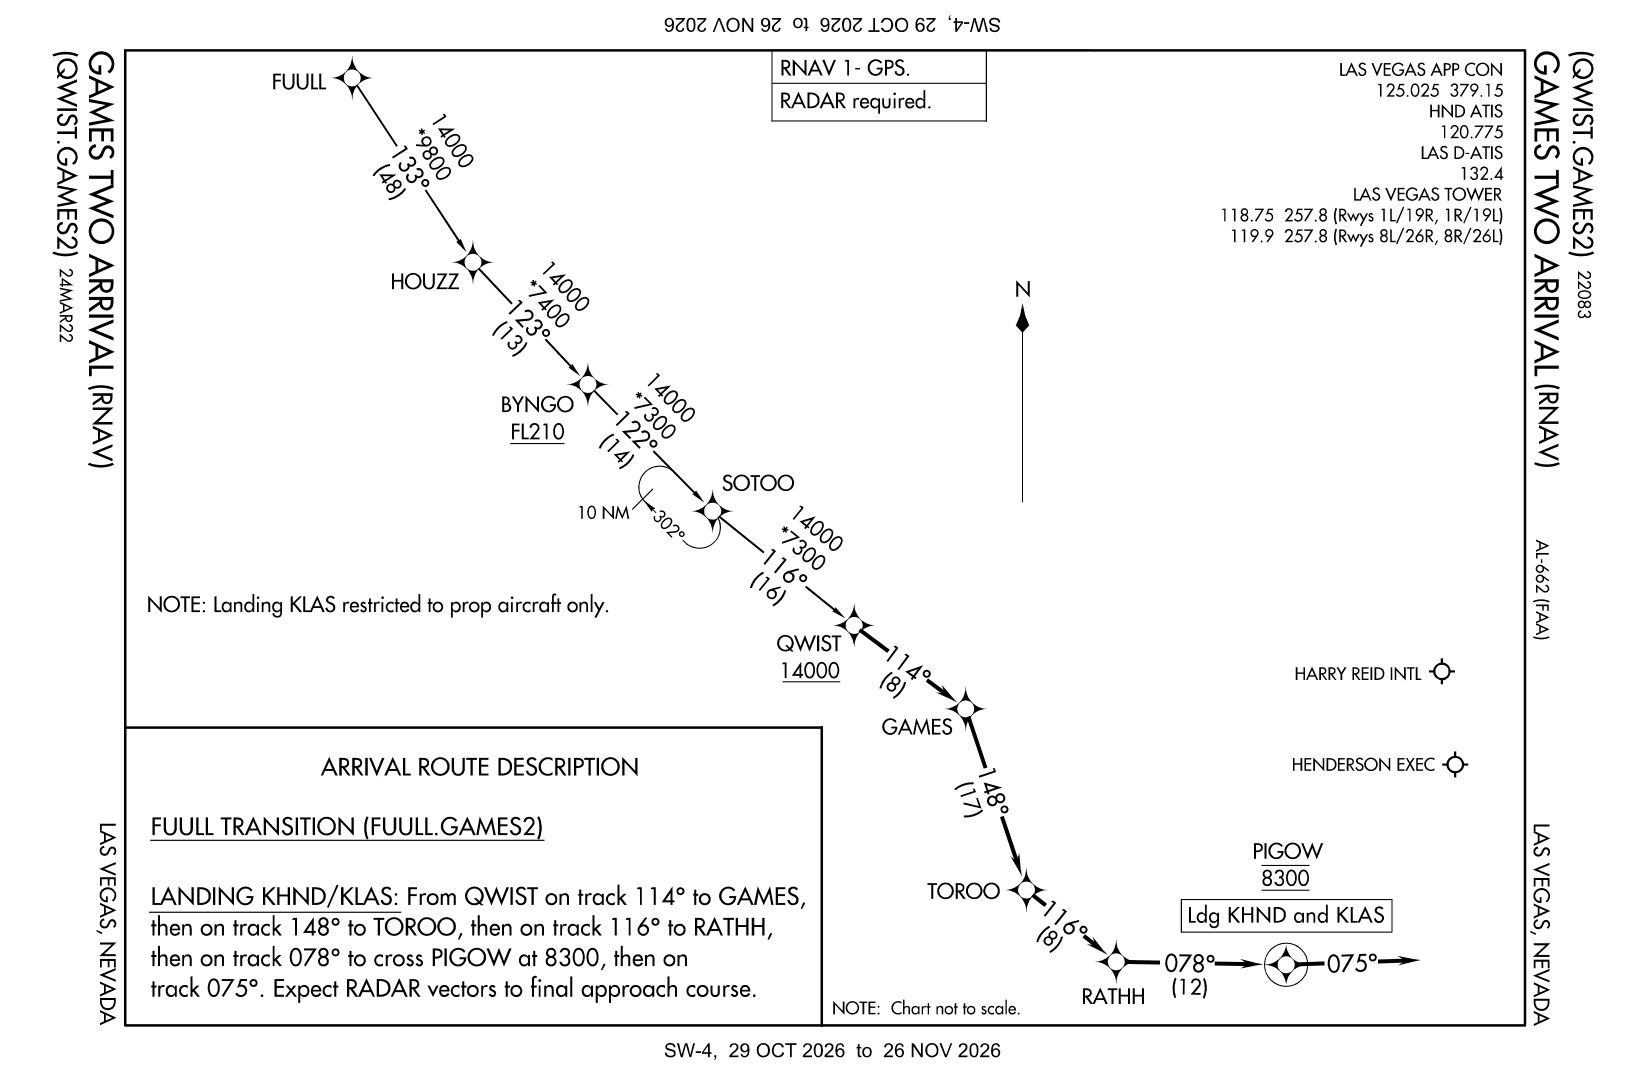 SW-4, 29 OCT 2026 to 26 NOV 2026
GAMES TWO ARRIVAL (RNAV)
(QWIST.GAMES2) 24MAR22
LAS VEGAS, NEVADA
(QWIST.GAMES2) 22083
GAMES TWO ARRIVAL (RNAV)
AL-662 (FAA)
LAS VEGAS, NEVADA
RNAV 1- GPS.
RADAR required.
LAS VEGAS APP CON
125.025 379.15
HND ATIS
120.775
LAS D-ATIS
132.4
LAS VEGAS TOWER
118.75 257.8 (Rwys 1L/19R, 1R/19L)
119.9 257.8 (Rwys 8L/26R, 8R/26L)
N
FUULL
14000
*9800
133°
(48)
HOUZZ
14000
*7400
123°
(13)
BYNGO
FL210
14000
*7300
122°
(14)
SOTOO
10 NM
302°
14000
*7300
116°
(16)
QWIST
14000
114°
(8)
GAMES
148°
(17)
TOROO
116°
(8)
RATHH
078°
(12)
PIGOW
8300
Ldg KHND and KLAS
075°
HARRY REID INTL
HENDERSON EXEC
NOTE: Landing KLAS restricted to prop aircraft only.
ARRIVAL ROUTE DESCRIPTION
FUULL TRANSITION (FUULL.GAMES2)
LANDING KHND/KLAS: From QWIST on track 114° to GAMES,
then on track 148° to TOROO, then on track 116° to RATHH,
then on track 078° to cross PIGOW at 8300, then on
track 075°. Expect RADAR vectors to final approach course.
NOTE: Chart not to scale.
SW-4, 29 OCT 2026 to 26 NOV 2026